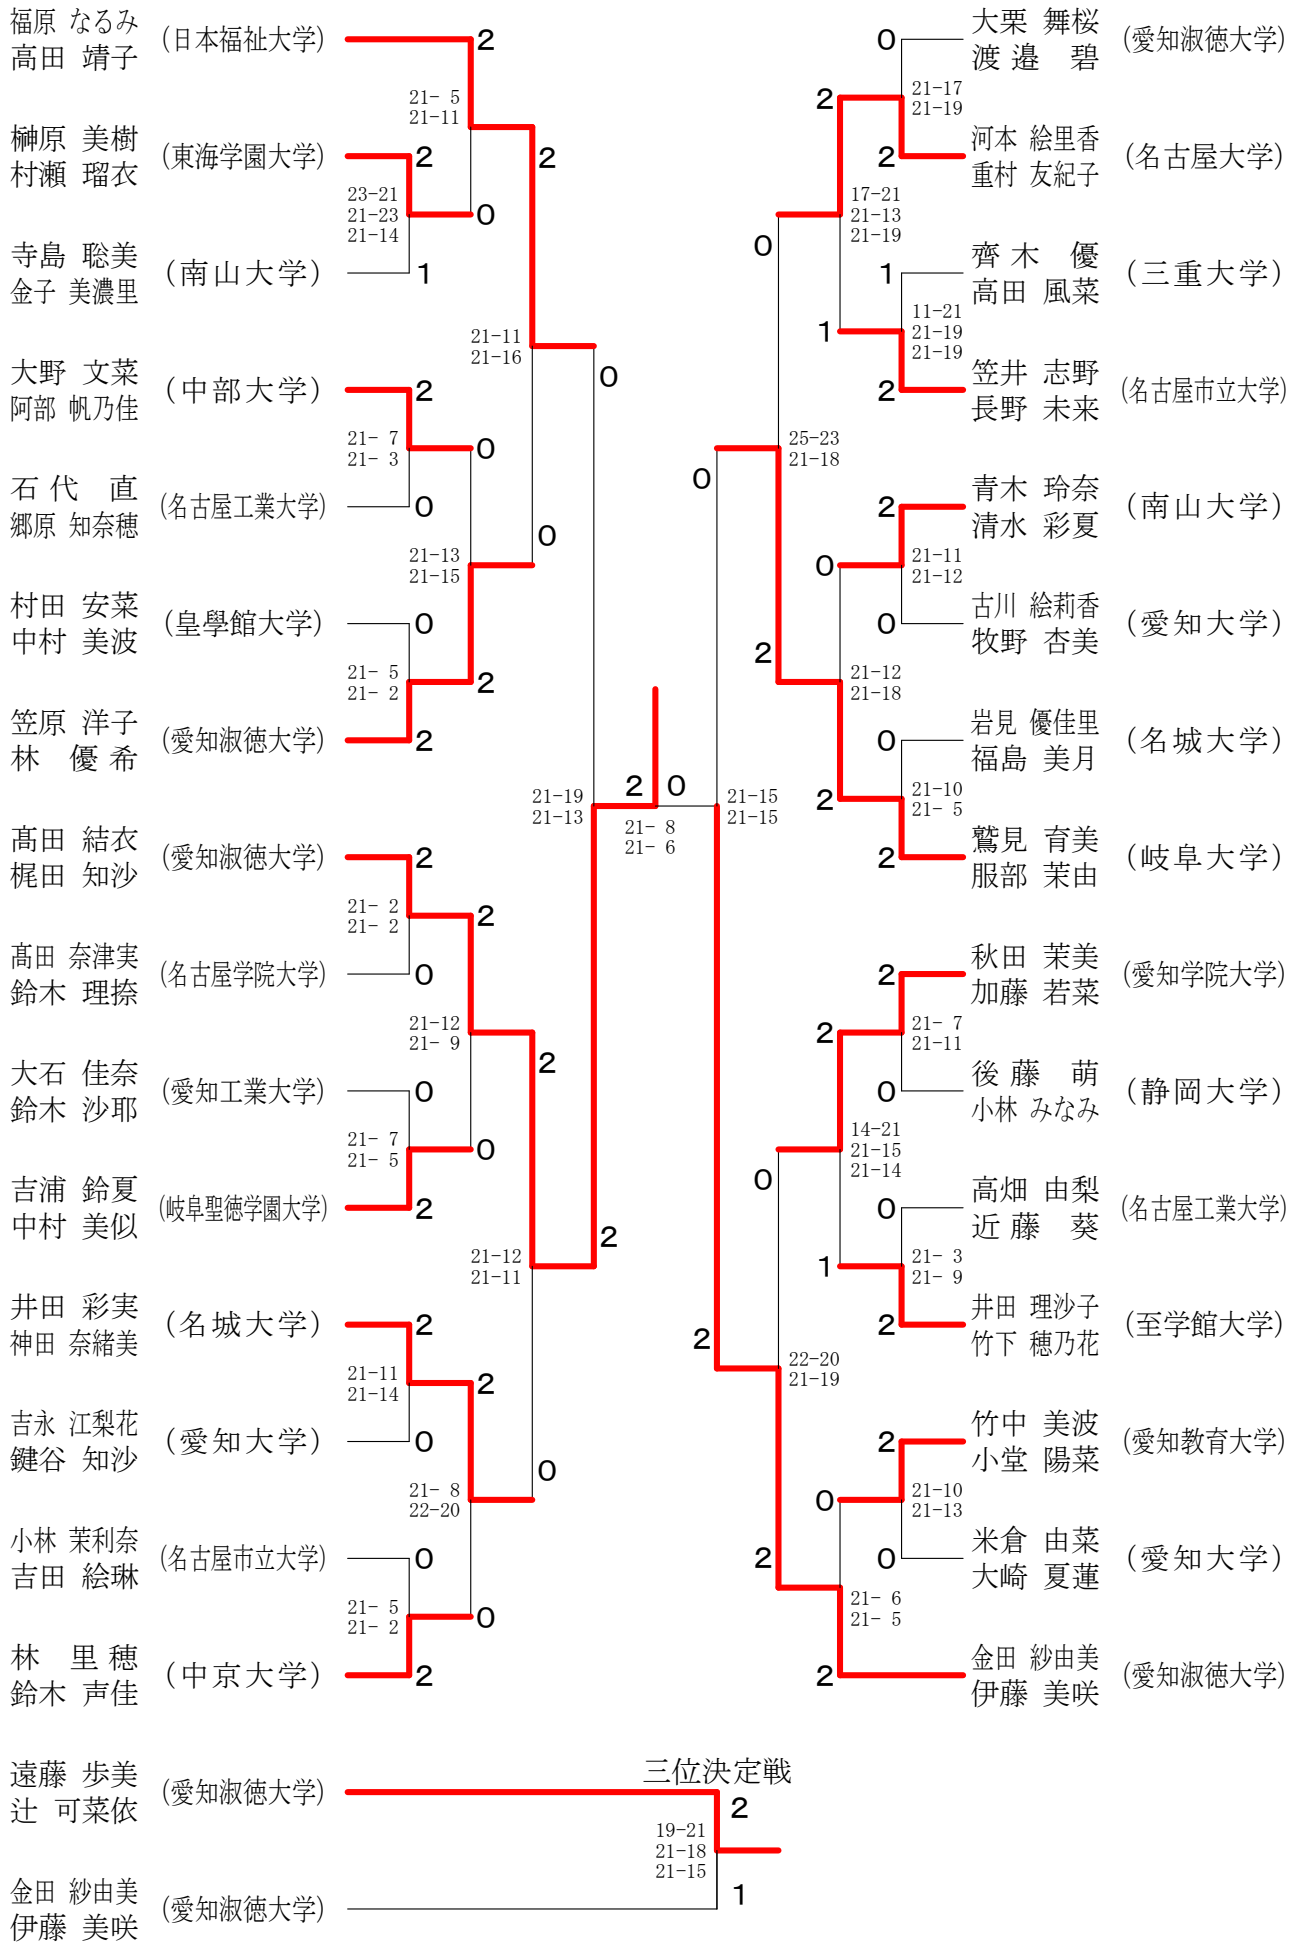 福原 なるみ
高田 靖子
(日本福祉大学)
2
21- 5
21-11
2
榊原 美樹
村瀬 瑠衣
(東海学園大学)
2
23-21
21-23
21-14
0
寺島 聡美
金子 美濃里
(南山大学)
1
21-11
21-16
0
大野 文菜
阿部 帆乃佳
(中部大学)
2
21- 7
21- 3
0
石代 直
郷原 知奈穂
(名古屋工業大学)
0
21-13
21-15
0
村田 安菜
中村 美波
(皇學館大学)
0
21- 5
21- 2
2
笠原 洋子
林 優希
(愛知淑徳大学)
2
21-19
21-13
2
0
21- 8
21- 6
髙田 結衣
梶田 知沙
(愛知淑徳大学)
2
21- 2
21- 2
2
髙田 奈津実
鈴木 理捺
(名古屋学院大学)
0
21-12
21- 9
2
大石 佳奈
鈴木 沙耶
(愛知工業大学)
0
21- 7
21- 5
0
吉浦 鈴夏
中村 美似
(岐阜聖徳学園大学)
2
21-12
21-11
2
井田 彩実
神田 奈緒美
(名城大学)
2
21-11
21-14
2
吉永 江梨花
鍵谷 知沙
(愛知大学)
0
21- 8
22-20
0
小林 茉利奈
吉田 絵琳
(名古屋市立大学)
0
21- 5
21- 2
0
林 里穂
鈴木 声佳
(中京大学)
2
0
大栗 舞桜
渡邉 碧
(愛知淑徳大学)
2
21-17
21-19
2
河本 絵里香
重村 友紀子
(名古屋大学)
0
17-21
21-13
21-19
1
齊木 優
高田 風菜
(三重大学)
1
11-21
21-19
21-19
2
笠井 志野
長野 未来
(名古屋市立大学)
0
25-23
21-18
2
青木 玲奈
清水 彩夏
(南山大学)
0
21-11
21-12
0
古川 絵莉香
牧野 杏美
(愛知大学)
2
21-12
21-18
0
岩見 優佳里
福島 美月
(名城大学)
2
21-10
21- 5
2
鷲見 育美
服部 茉由
(岐阜大学)
21-15
21-15
2
秋田 茉美
加藤 若菜
(愛知学院大学)
2
21- 7
21-11
0
後藤 萌
小林 みなみ
(静岡大学)
0
14-21
21-15
21-14
0
高畑 由梨
近藤 葵
(名古屋工業大学)
1
21- 3
21- 9
2
井田 理沙子
竹下 穂乃花
(至学館大学)
2
22-20
21-19
2
竹中 美波
小堂 陽菜
(愛知教育大学)
0
21-10
21-13
0
米倉 由菜
大崎 夏蓮
(愛知大学)
2
21- 6
21- 5
2
金田 紗由美
伊藤 美咲
(愛知淑徳大学)
三位決定戦
遠藤 歩美
辻 可菜依
(愛知淑徳大学)
2
19-21
21-18
21-15
1
金田 紗由美
伊藤 美咲
(愛知淑徳大学)